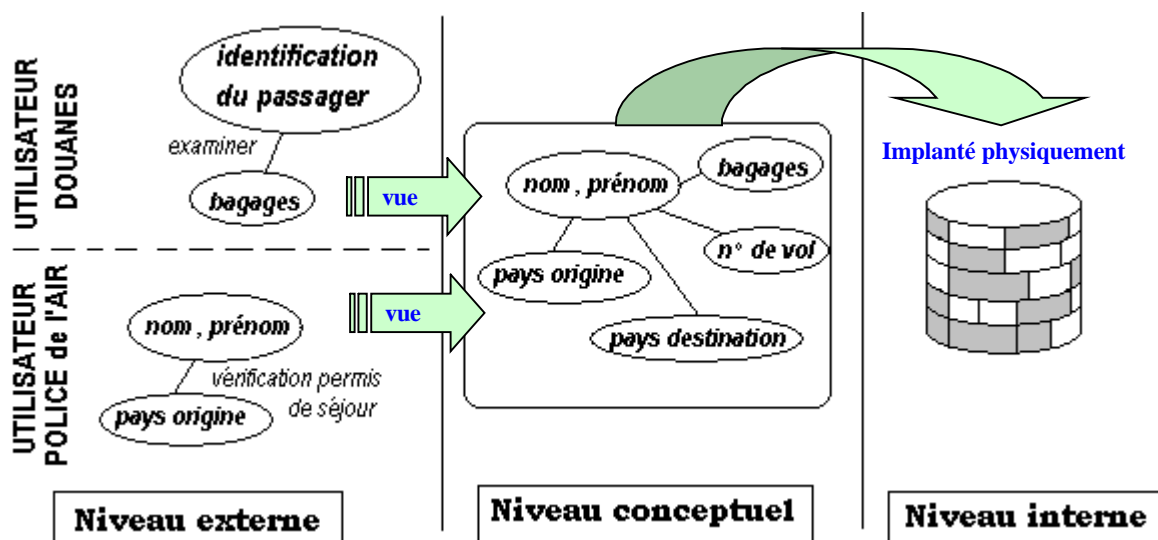 UTILISATEUR
DOUANES
identification
du passager
examiner
bagages
vue
UTILISATEUR
POLICE de l'AIR
nom , prénom
vérification permis
de séjour
pays origine
vue
Niveau externe
nom , prénom
bagages
n° de vol
pays origine
pays destination
Niveau conceptuel
Implanté physiquement
Niveau interne